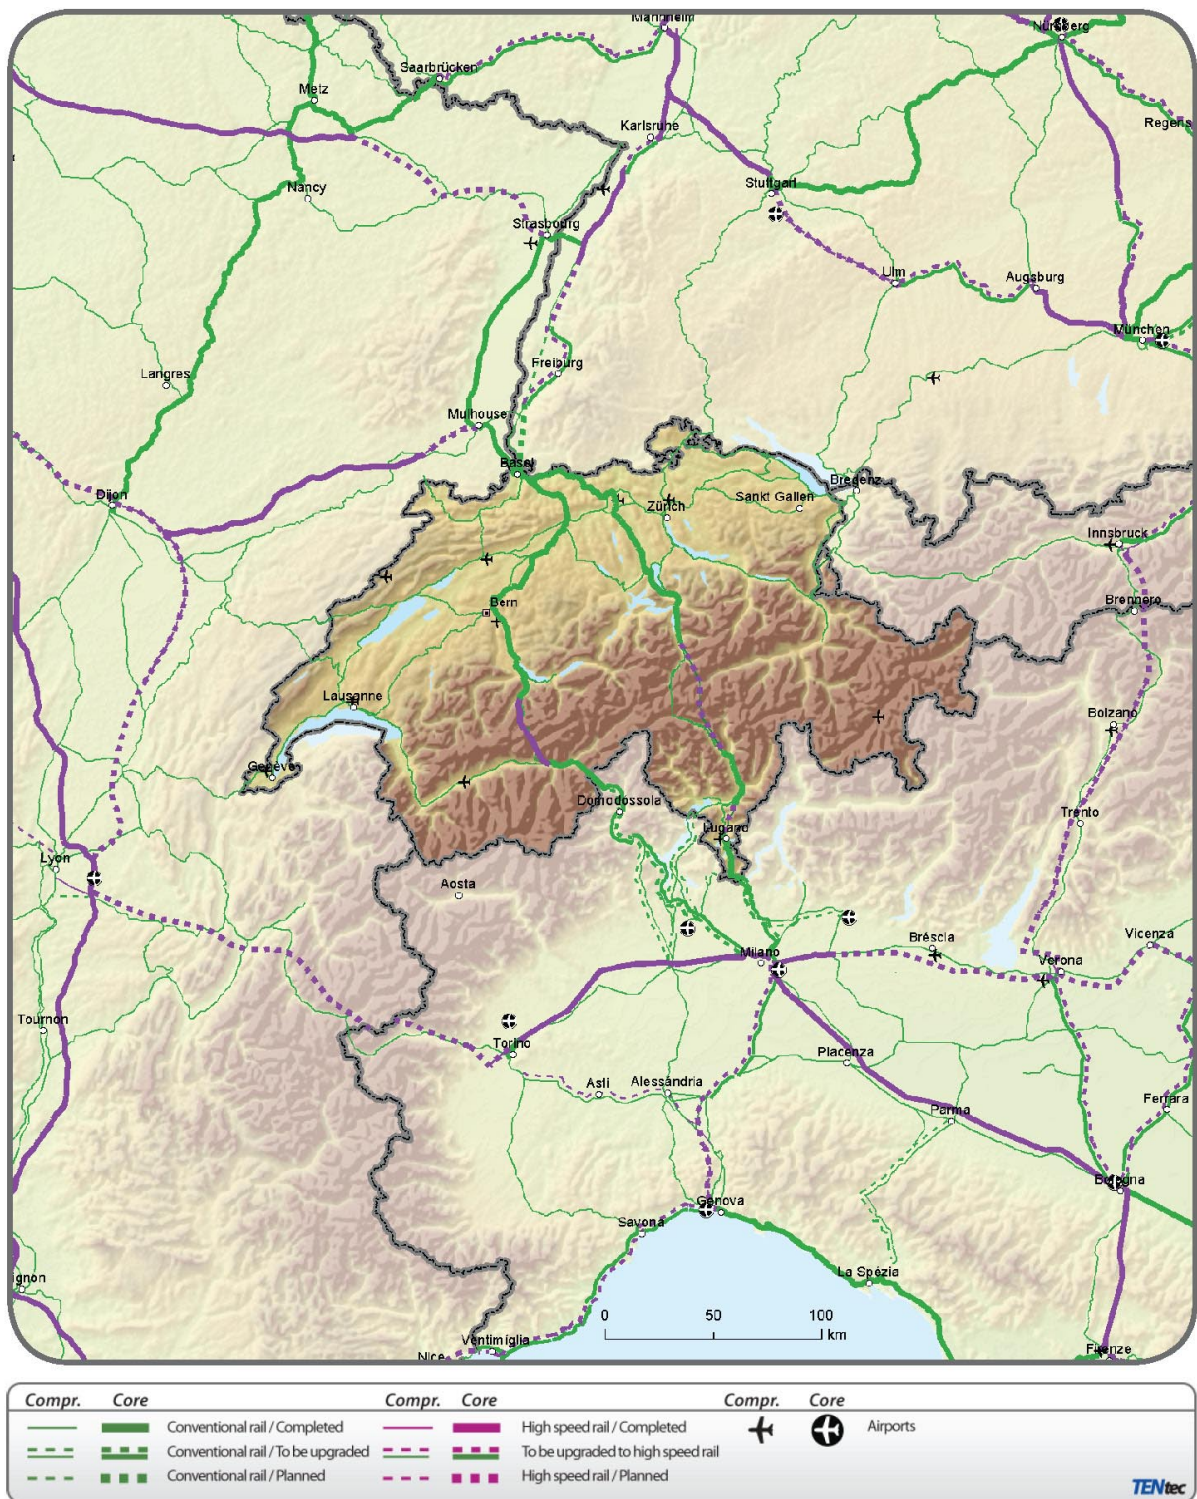 Mannheim
Nürnberg
Saarbrücken
Metz
Regens
Karlsruhe
Stuttgart
Nancy
Strasbourg
Ulm
Augsburg
München
Freiburg
Langres
Mulhouse
Basel
Bregenz
Dijon
Zürich
Sankt Gallen
Innsbruck
Bern
Brennero
Lausanne
Bolzano
Genève
Domodossola
Trento
Lugano
Lyon
Aosta
Vicenza
Brèscia
Milano
Verona
Tournon
Torino
Piacenza
Asti
Alessándria
Ferrara
Parma
Bologna
Genova
Savona
La Spézia
ignon
0 50 100
km
Ventimiglia
Firenze
Nice
Compr. Core Compr. Core Compr. Core
Conventional rail / Completed High speed rail / Completed Airports
Conventional rail / To be upgraded To be upgraded to high speed rail
Conventional rail / Planned High speed rail / Planned
TENtec